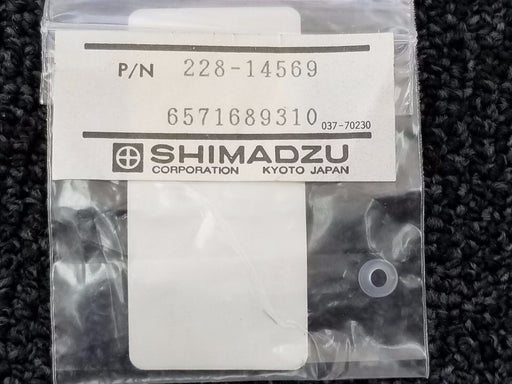 P/N 228-14569
6571689310 037-70230
SHIMADZU
CORPORATION KYOTO JAPAN